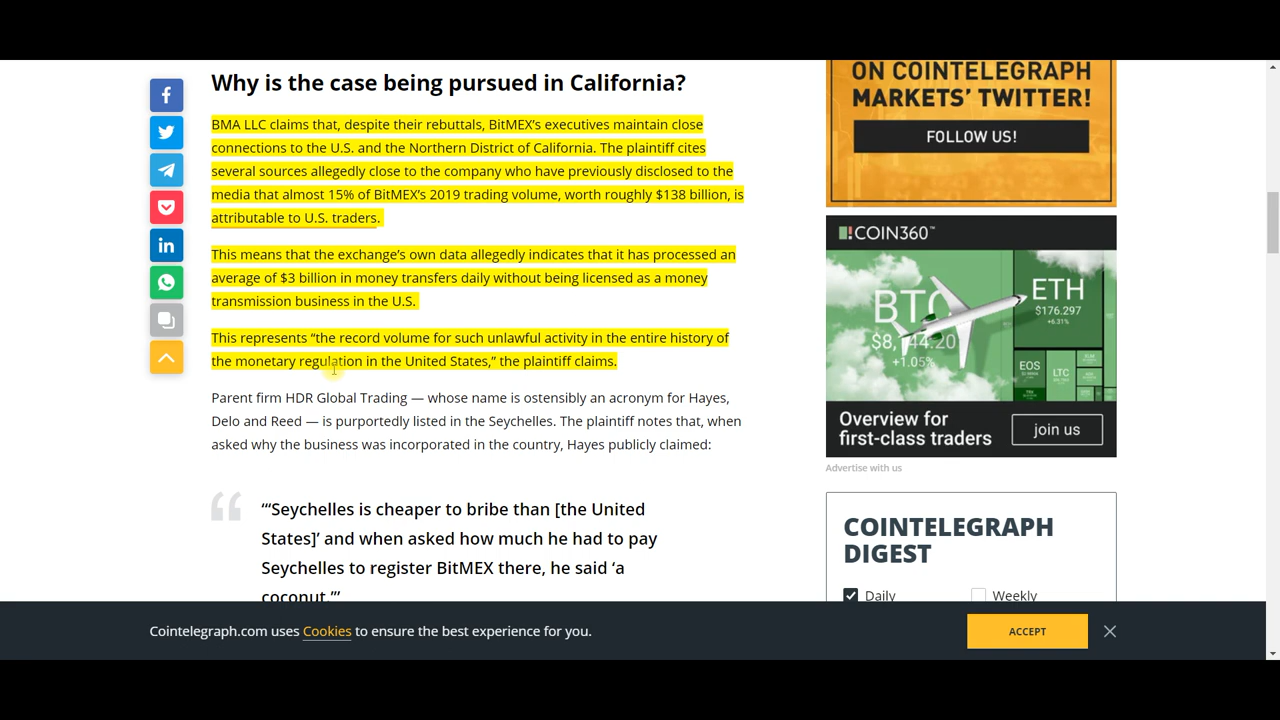 Why is the case being pursued in California?
BMA LLC claims that, despite their rebuttals, BitMEX’s executives maintain close
connections to the U.S. and the Northern District of California. The plaintiff cites
several sources allegedly close to the company who have previously disclosed to the
media that almost 15% of BitMEX’s 2019 trading volume, worth roughly $138 billion, is
attributable to U.S. traders.
This means that the exchange’s own data allegedly indicates that it has processed an
average of $3 billion in money transfers daily without being licensed as a money
transmission business in the U.S.
This represents “the record volume for such unlawful activity in the entire history of
the monetary regulation in the United States,” the plaintiff claims.
Parent firm HDR Global Trading — whose name is ostensibly an acronym for Hayes,
Delo and Reed — is purportedly listed in the Seychelles. The plaintiff notes that, when
asked why the business was incorporated in the country, Hayes publicly claimed:
“‘Seychelles is cheaper to bribe than [the United
States]’ and when asked how much he had to pay
Seychelles to register BitMEX there, he said ‘a
coconut.’”
ON COINTELEGRAPH
MARKETS’ TWITTER!
FOLLOW US!
COIN360™
BTC
ETH
$176.297
+6.31%
+1.05%
EOS
LTC
Overview for
first-class traders
join us
Advertise with us
COINTELEGRAPH
DIGEST
Daily
Weekly
Cointelegraph.com uses Cookies to ensure the best experience for you.
ACCEPT